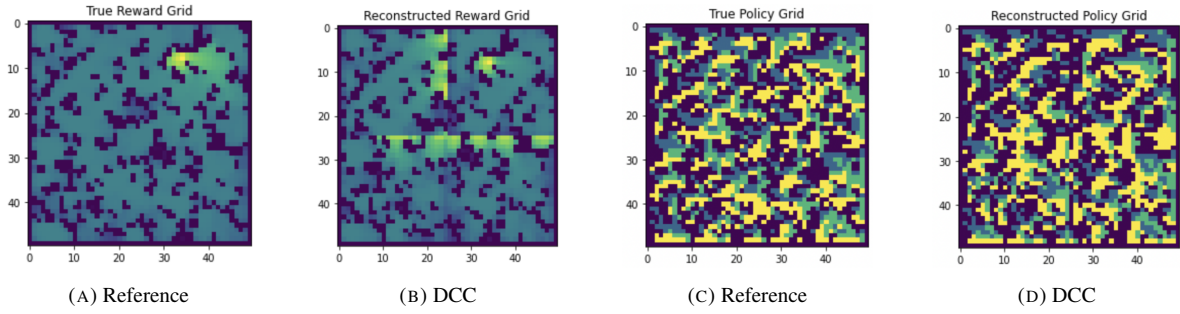 True Reward Grid
0
10
20
30
40
0 10 20 30 40
(A) Reference
Reconstructed Reward Grid
0
10
20
30
40
0 10 20 30 40
(B) DCC
True Policy Grid
0
10
20
30
40
0 10 20 30 40
(C) Reference
Reconstructed Policy Grid
0
10
20
30
40
0 10 20 30 40
(D) DCC